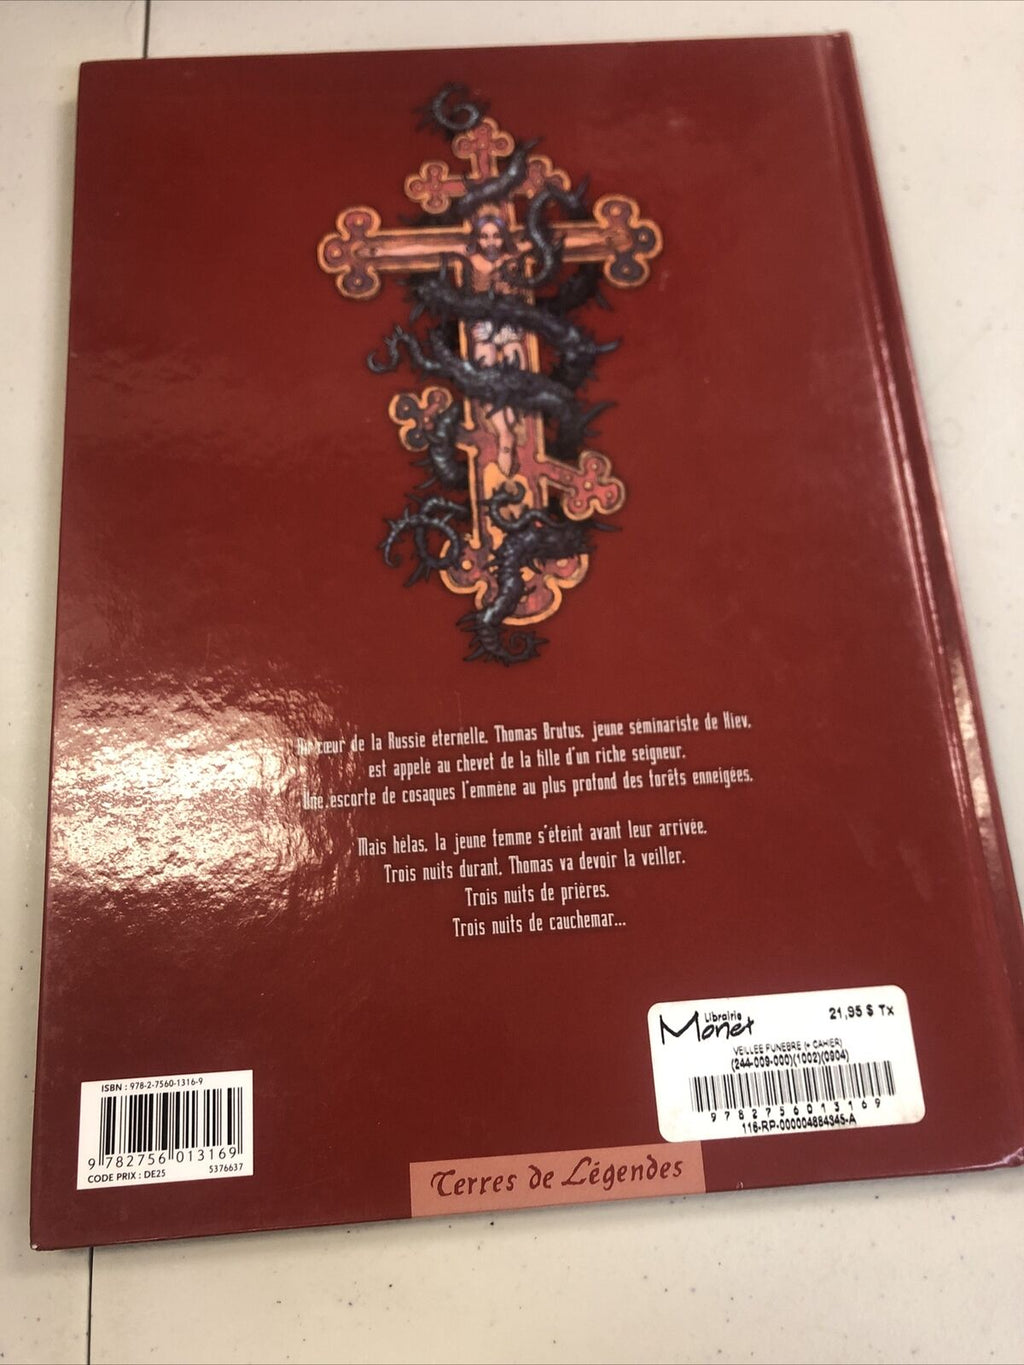 Au cœur de la Russie éternelle, Thomas Brutus, jeune séminariste de Kiev,
est appelé au chevet de la fille d'un riche seigneur.
Une escorte de cosaques l'emmène au plus profond des forêts enneigées.
Mais hélas, la jeune femme s'éteint avant leur arrivée.
Trois nuits durant, Thomas va devoir la veiller.
Trois nuits de prières.
Trois nuits de cauchemar...
Librairie
Monet
21,95 $ Tx
VEILLEE FUNEBRE (+ CAHIER)
(244-009-000)(1002)(0904)
9782756013169
116-RP-000004884345-A
ISBN : 978-2-7560-1316-9
9 782756 013169
CODE PRIX : DE25
5376637
Terres de Légendes